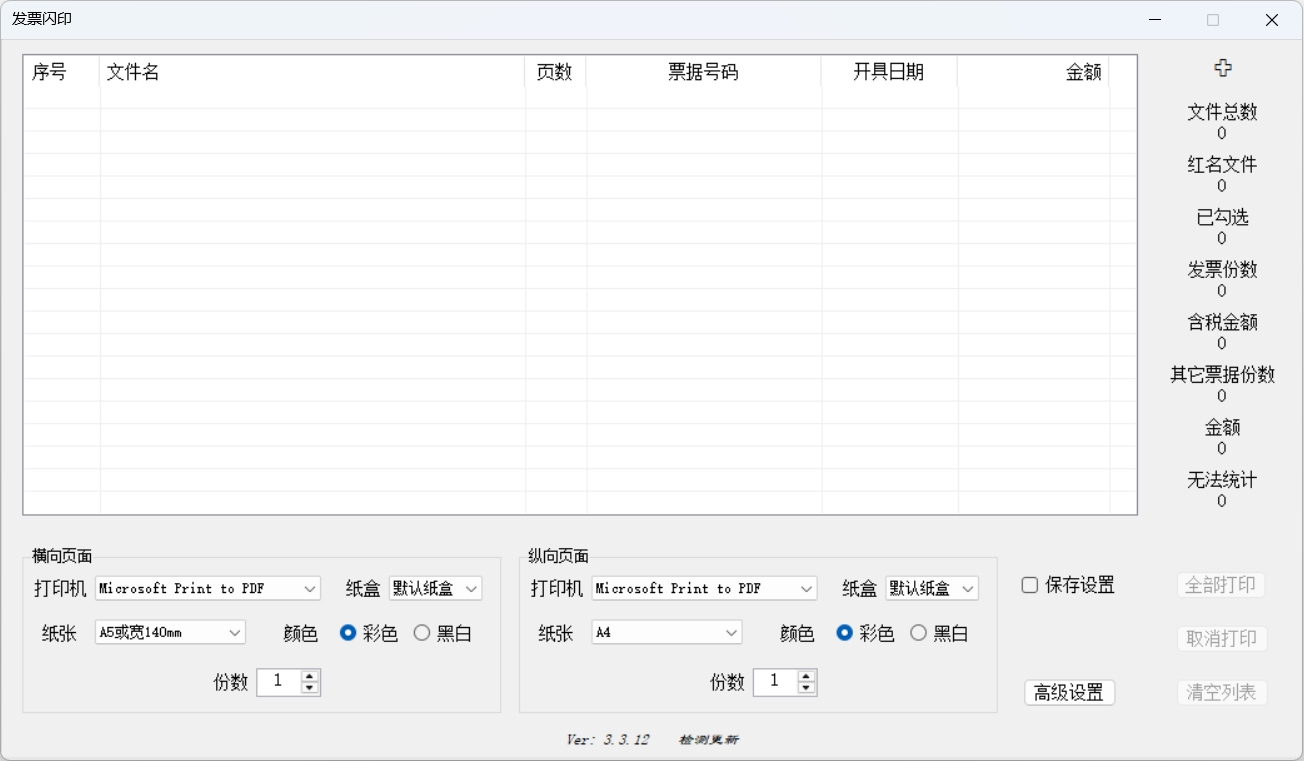 发票闪印
序号 文件名 页数 票据号码 开具日期 金额
文件总数
0
红名文件
0
已勾选
0
发票份数
0
含税金额
0
其它票据份数
0
金额
0
无法统计
0
横向页面
打印机 Microsoft Print to PDF 纸盒 默认纸盒
纸张 A5或宽140mm 颜色 彩色 黑白
份数 1
纵向页面
打印机 Microsoft Print to PDF 纸盒 默认纸盒
纸张 A4 颜色 彩色 黑白
份数 1
保存设置
高级设置
全部打印
取消打印
清空列表
Ver: 3.3.12 检测更新